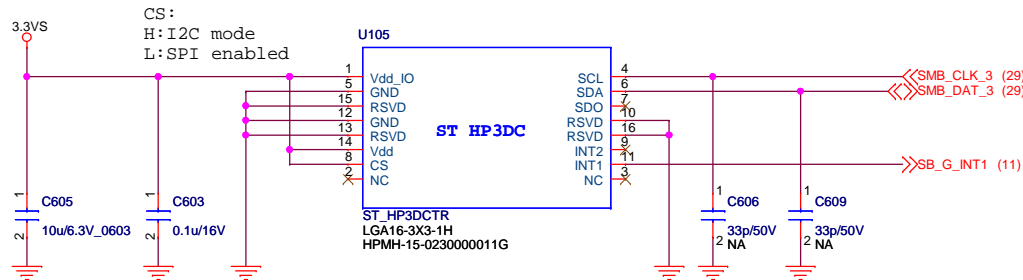 CS:
3.3VS
H:I2C mode
L:SPI enabled
U105
1 Vdd_IO SCL 4 SMB_CLK_3 (29)
5 GND SDA 6 SMB_DAT_3 (29)
15 RSVD SDO 7
12 GND RSVD 10
13 RSVD ST HP3DC RSVD 16
14 Vdd INT2 9
8 CS INT1 11 SB_G_INT1 (11)
2 NC NC 3
1 C605 1 C603 1 C606 1 C609
2 10u/6.3V_0603 2 0.1u/16V 33p/50V 33p/50V
2 NA 2 NA
ST_HP3DCTR
LGA16-3X3-1H
HPMH-15-0230000011G